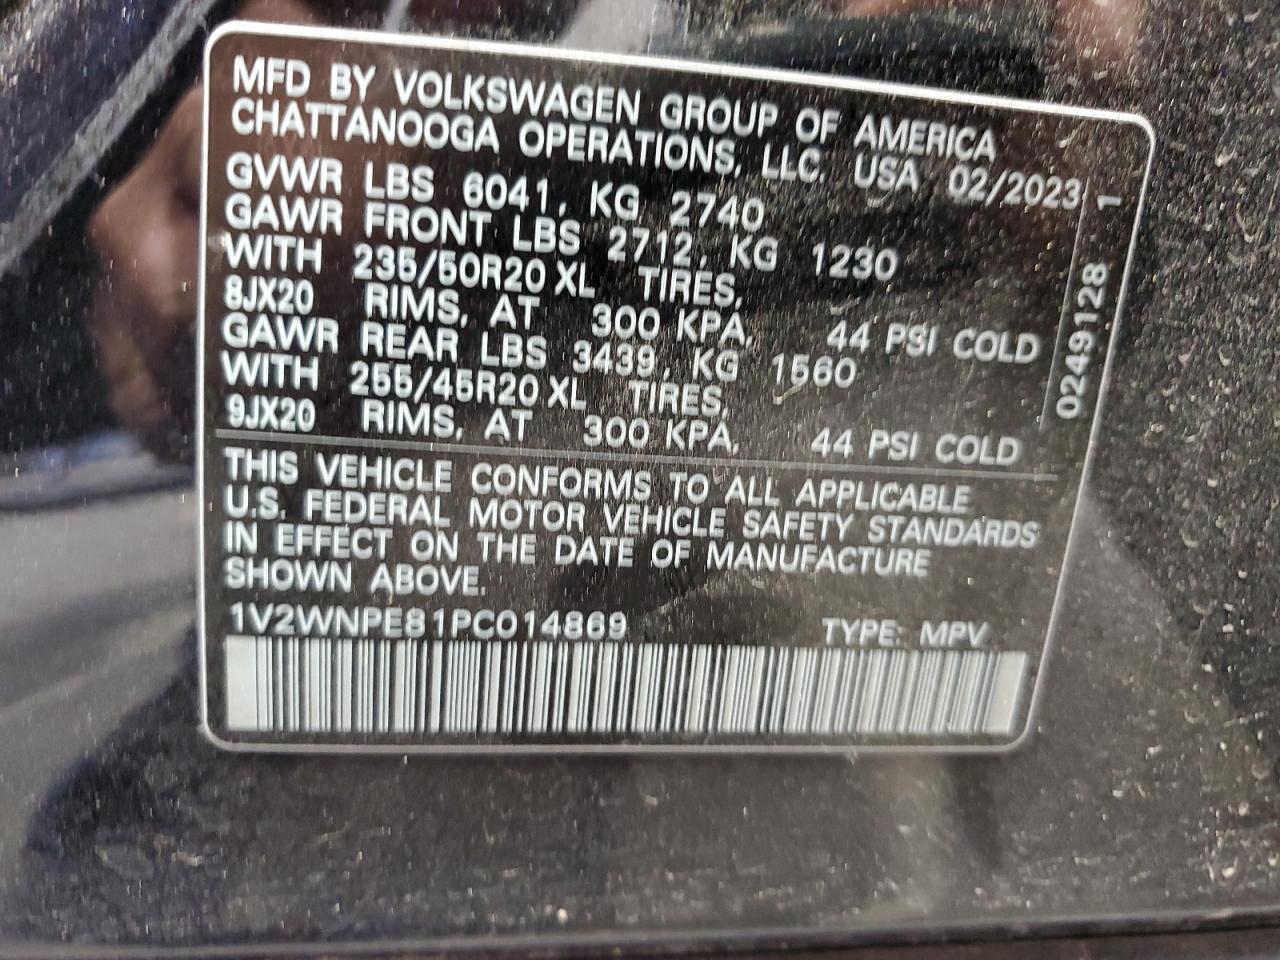 MFD BY VOLKSWAGEN GROUP OF AMERICA
CHATTANOOGA OPERATIONS, LLC, USA 02/2023
GVWR LBS 6041, KG 2740
GAWR FRONT LBS 2712, KG 1230
WITH 235/50R20 XL TIRES,
8JX20 RIMS, AT 300 KPA, 44 PSI COLD
GAWR REAR LBS 3439, KG 1560
WITH 255/45R20 XL TIRES,
9JX20 RIMS, AT 300 KPA, 44 PSI COLD
02491128 1
THIS VEHICLE CONFORMS TO ALL APPLICABLE
U.S. FEDERAL MOTOR VEHICLE SAFETY STANDARDS
IN EFFECT ON THE DATE OF MANUFACTURE
SHOWN ABOVE.
1V2WNPE81PC014869 TYPE: MPV